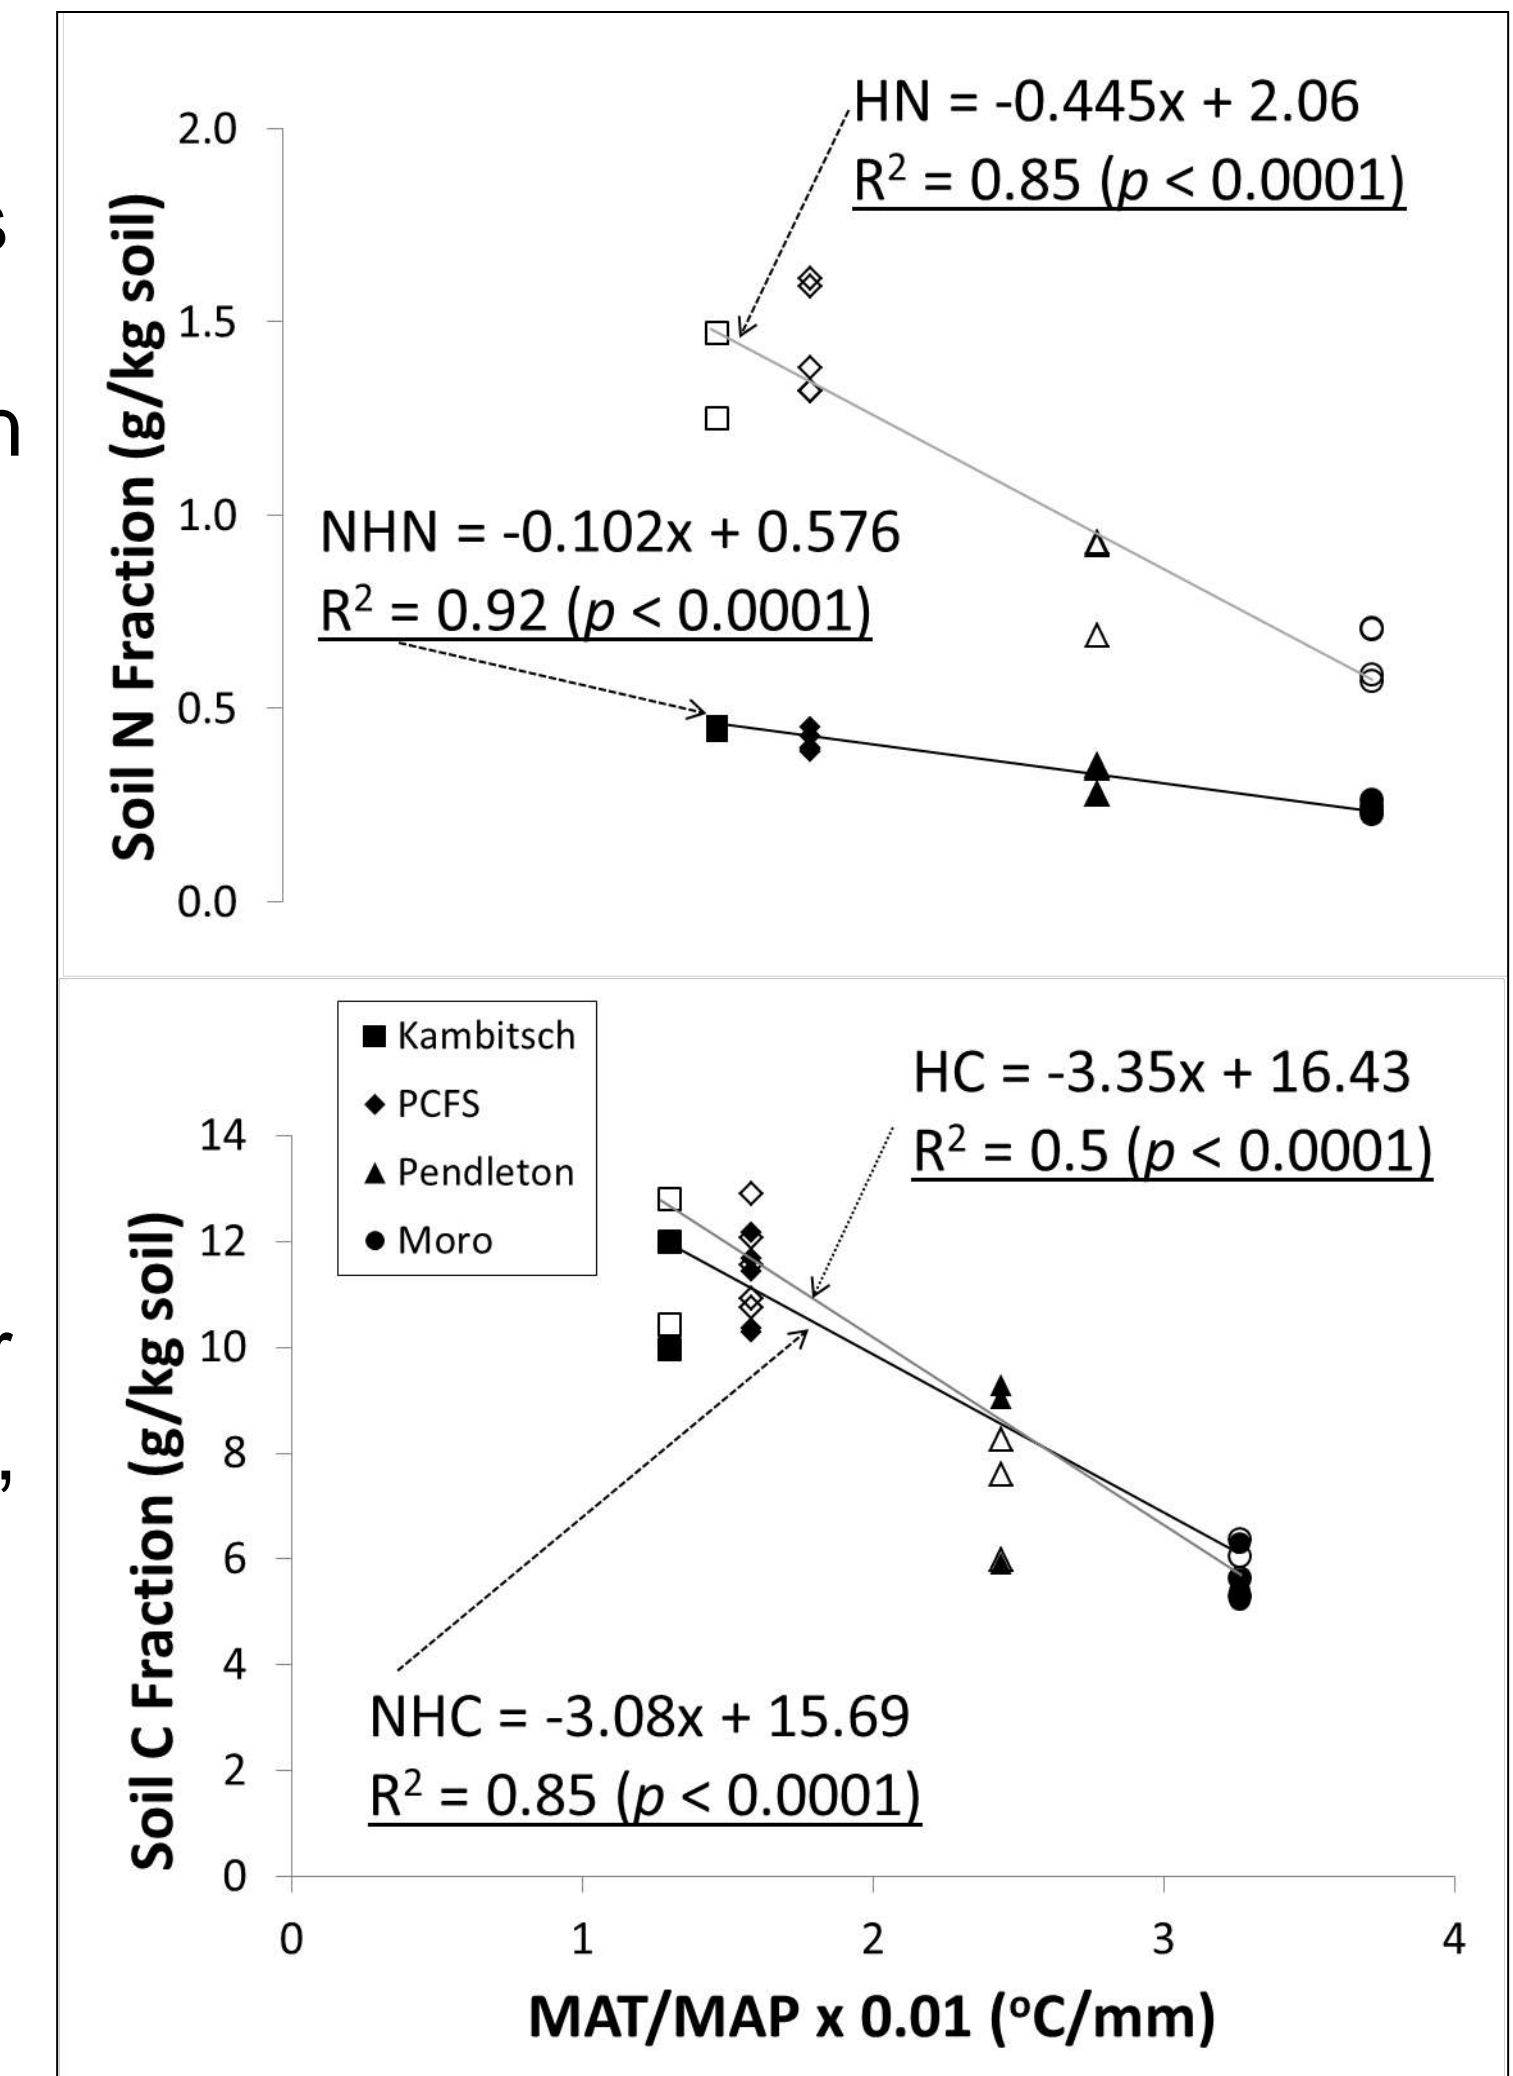 HN = -0.445x + 2.06
R² = 0.85 (p < 0.0001)
2.0
1.5
1.0
0.5
0.0
Soil N Fraction (g/kg soil)
NHN = -0.102x + 0.576
R² = 0.92 (p < 0.0001)
Kambitsch
PCFS
Pendleton
Moro
HC = -3.35x + 16.43
R² = 0.5 (p < 0.0001)
14
12
10
8
6
4
2
0
Soil C Fraction (g/kg soil)
NHC = -3.08x + 15.69
R² = 0.85 (p < 0.0001)
0 1 2 3 4
MAT/MAP x 0.01 (ºC/mm)